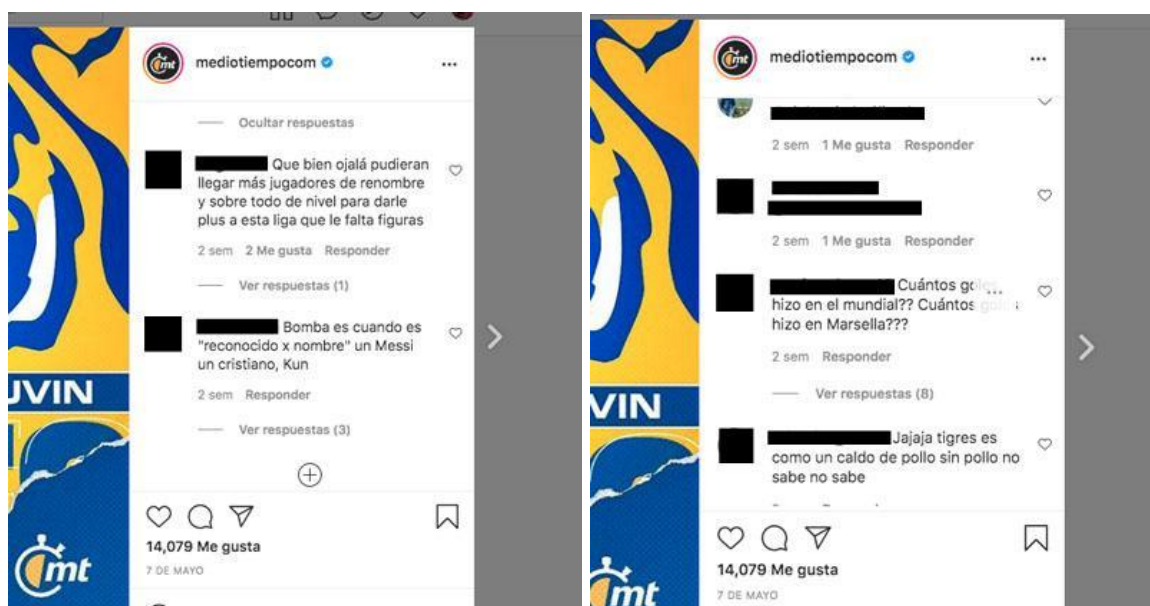 mediotiempocom
Ocultar respuestas
Que bien ojalá pudieran
llegar más jugadores de renombre
y sobre todo de nivel para darle
plus a esta liga que le falta figuras
2 sem 2 Me gusta Responder
Ver respuestas (1)
Bomba es cuando es
"reconocido x nombre" un Messi
un cristiano, Kun
2 sem Responder
Ver respuestas (3)
14,079 Me gusta
7 DE MAYO
UVIN
mt
mt
mediotiempocom
2 sem 1 Me gusta Responder
2 sem 1 Me gusta Responder
Cuántos goles
hizo en el mundial?? Cuántos goles
hizo en Marsella???
2 sem Responder
Ver respuestas (8)
Jajaja tigres es
como un caldo de pollo sin pollo no
sabe no sabe
14,079 Me gusta
7 DE MAYO
VIN
mt
mt